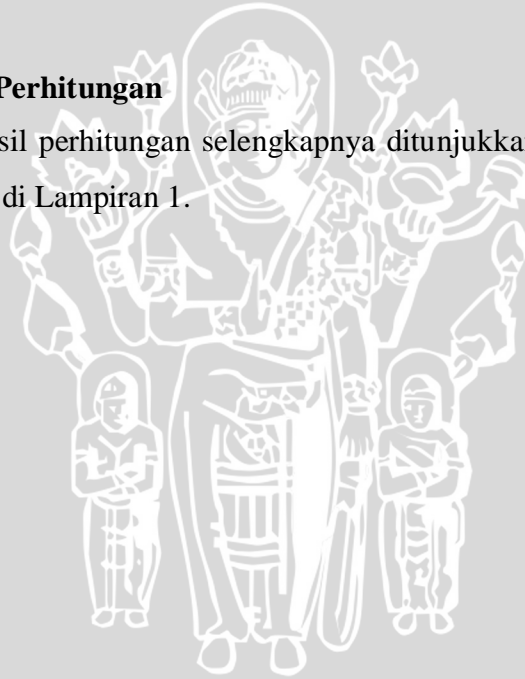 Perhitungan
sil perhitungan selengkapnya ditunjukka
di Lampiran 1.